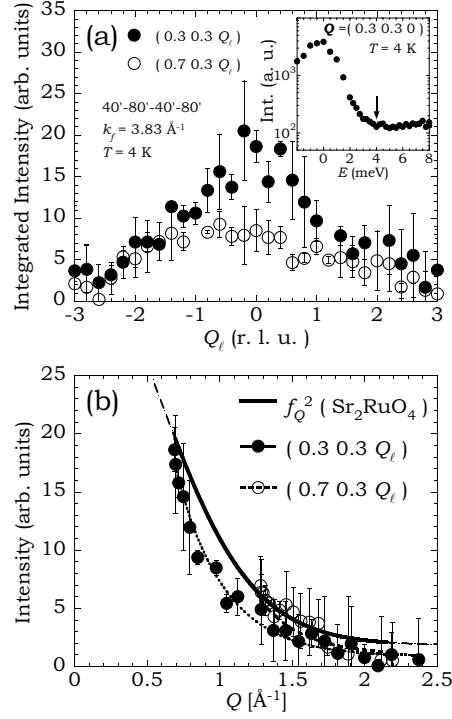 (a)
( 0.3 0.3 Qℓ )
( 0.7 0.3 Qℓ )
40'-80'-40'-80'
k_f = 3.83 Å⁻¹
T = 4 K
Integrated Intensity (arb. units)
35
30
25
20
15
10
5
0
-3 -2 -1 0 1 2 3
Qℓ (r. l. u. )
Q=( 0.3 0.3 0 )
T = 4 K
Int. (a. u. )
10³
10²
0 2 4 6 8
E (meV)
(b)
f_Q² ( Sr₂RuO₄ )
( 0.3 0.3 Qℓ )
( 0.7 0.3 Qℓ )
Intensity (arb. units)
25
20
15
10
5
0
0 0.5 1.0 1.5 2.0 2.5
Q [Å⁻¹]